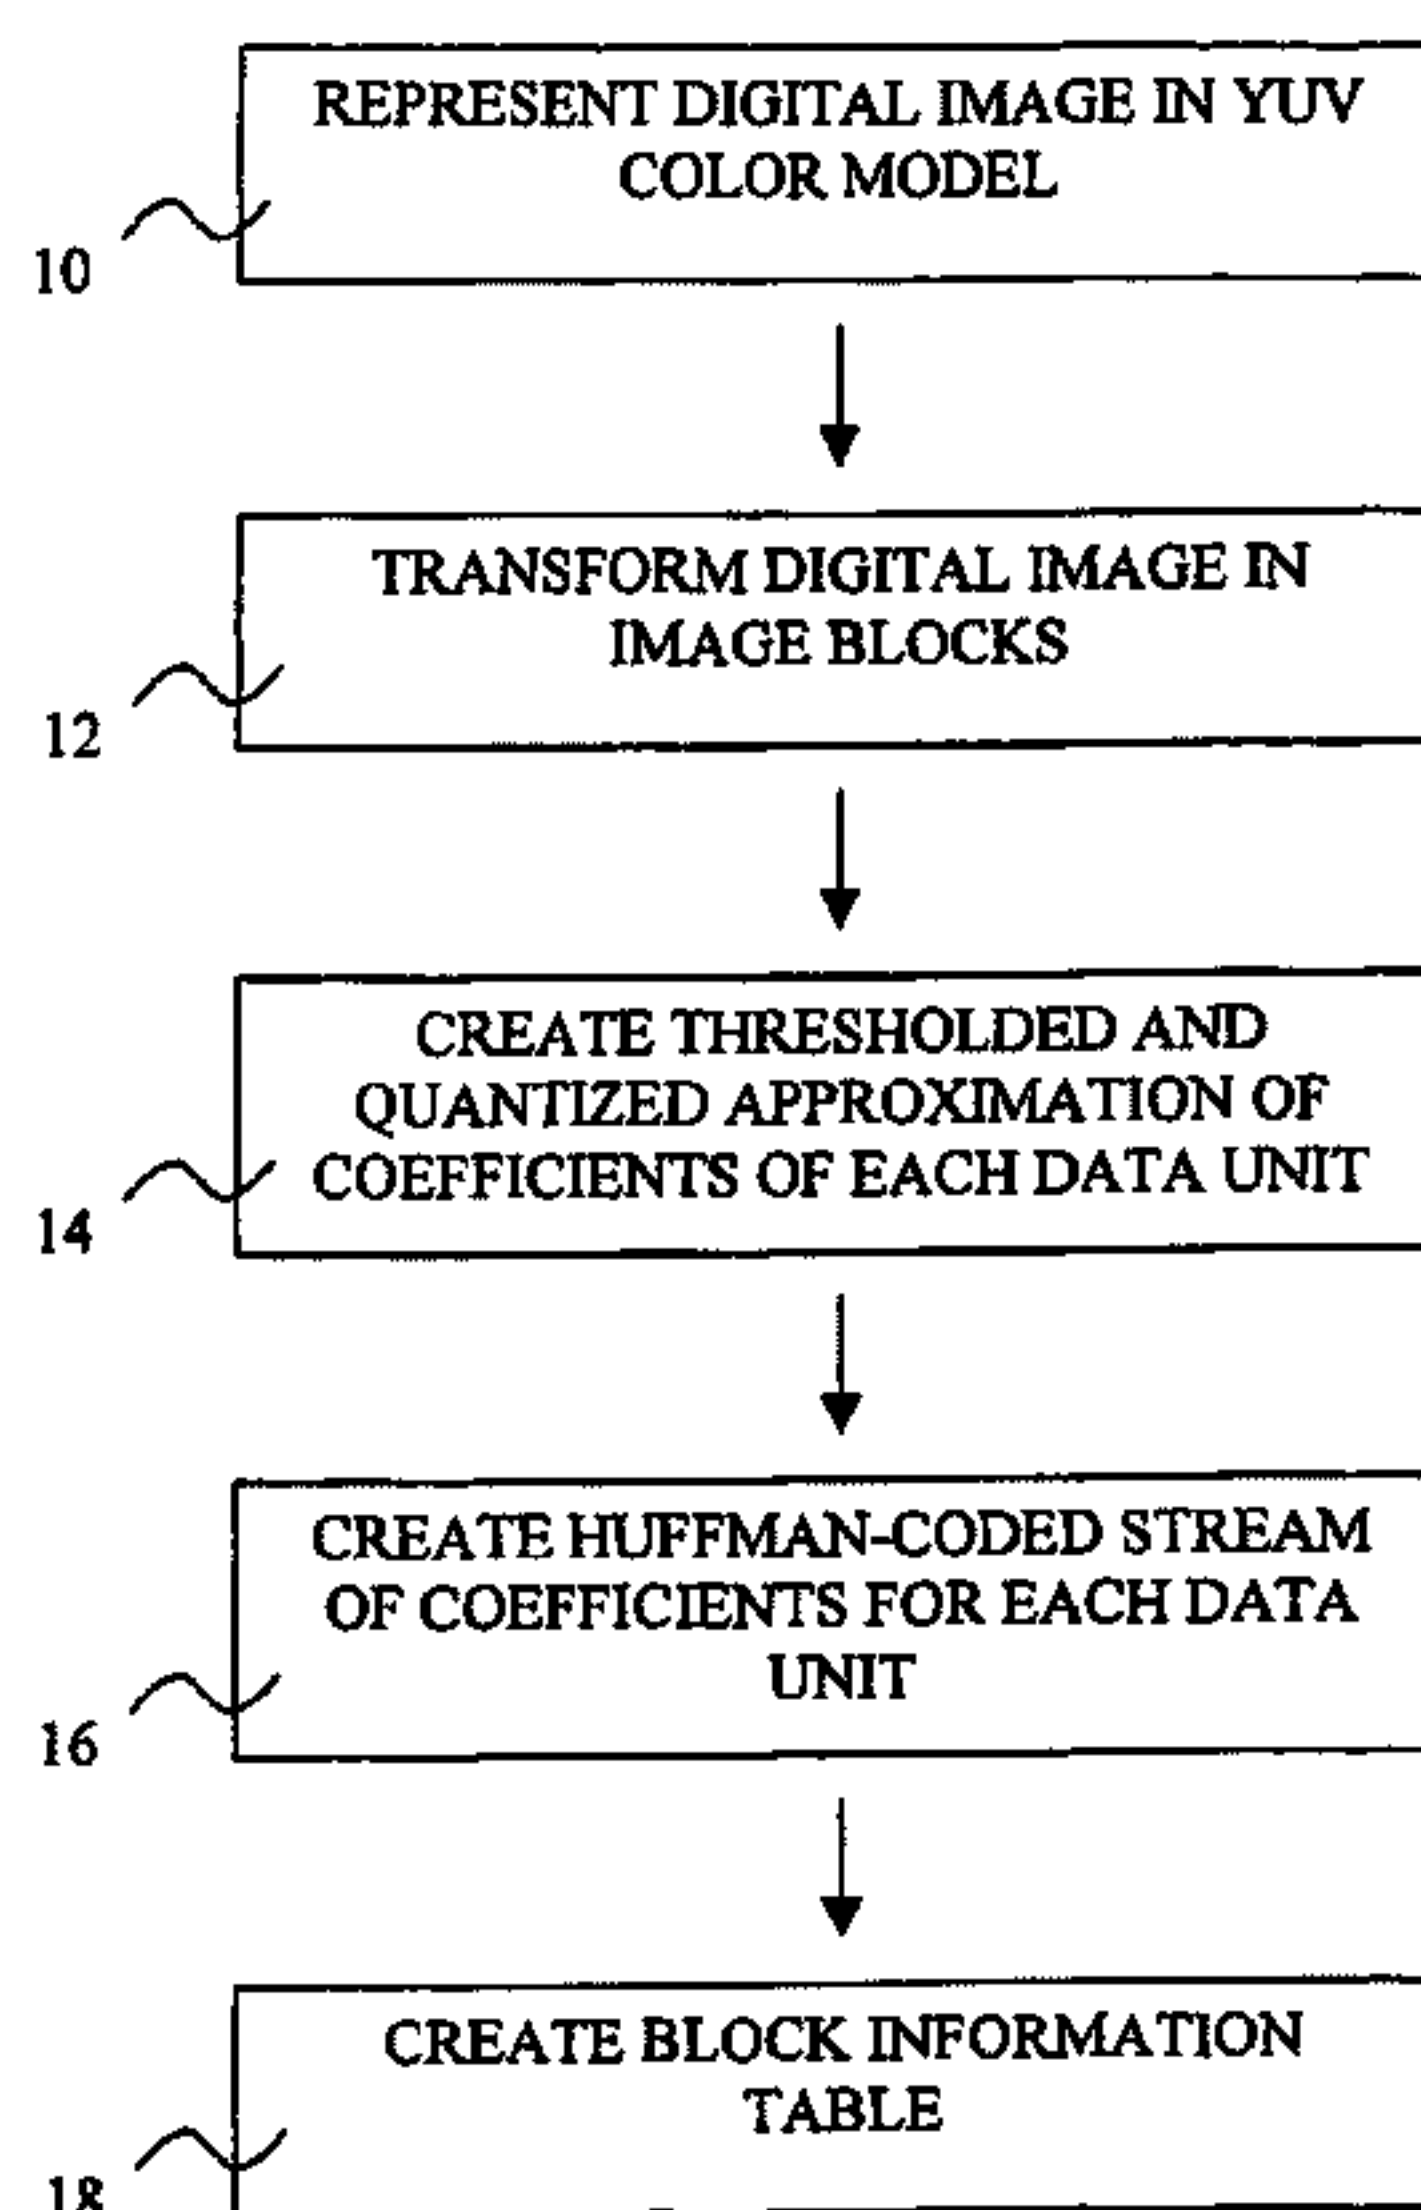 REPRESENT DIGITAL IMAGE IN YUV
COLOR MODEL
10
TRANSFORM DIGITAL IMAGE IN
IMAGE BLOCKS
12
CREATE THRESHOLDED AND
QUANTIZED APPROXIMATION OF
COEFFICIENTS OF EACH DATA UNIT
14
CREATE HUFFMAN-CODED STREAM
OF COEFFICIENTS FOR EACH DATA
UNIT
16
CREATE BLOCK INFORMATION
TABLE
18